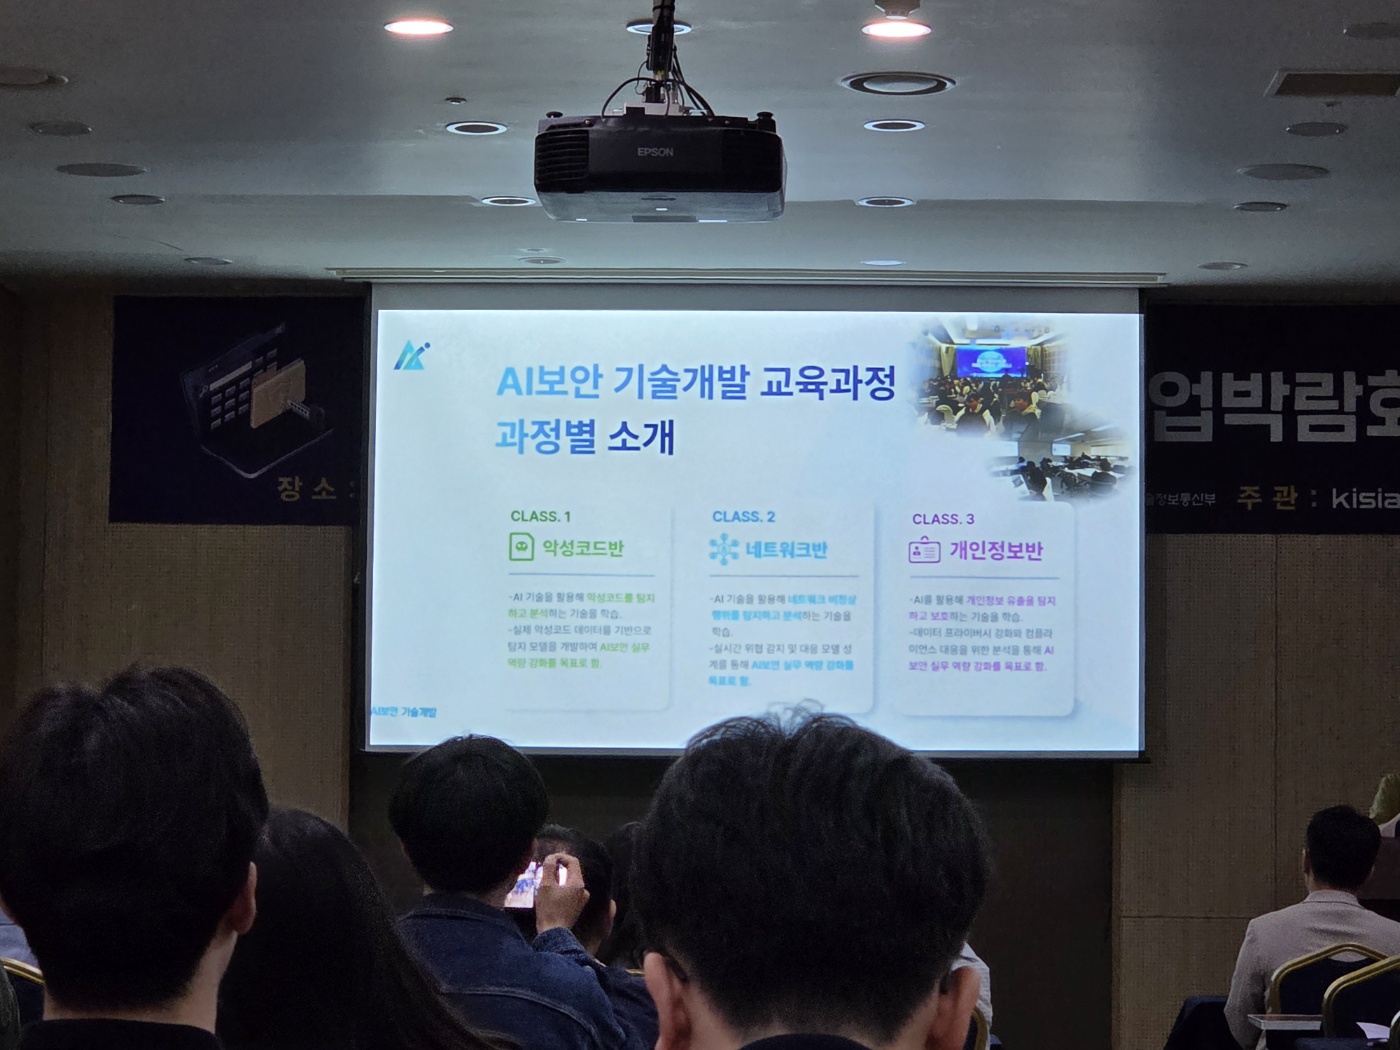 EPSON
AI보안 기술개발 교육과정
과정별 소개
CLASS. 1
악성코드반
-AI 기술을 활용해 악성코드를 탐지
하고 분석하는 기술을 학습.
-실제 악성코드 데이터를 기반으로
탐지 모델을 개발하여 AI보안 실무
역량 강화를 목표로 함.
CLASS. 2
네트워크반
-AI 기술을 활용해 네트워크 비정상
행위를 탐지하고 분석하는 기술을
학습.
-실시간 위협 감지 및 대응 모델 설
계를 통해 AI보안 실무 역량 강화를
목표로 함.
CLASS. 3
개인정보반
-AI를 활용해 개인정보 유출을 탐지
하고 보호하는 기술을 학습.
-데이터 프라이버시 강화와 컴플라
이언스 대응을 위한 분석을 통해 AI
보안 실무 역량 강화를 목표로 함.
AI보안 기술개발
장소:
업박람회
술정보통신부 주관: kisia